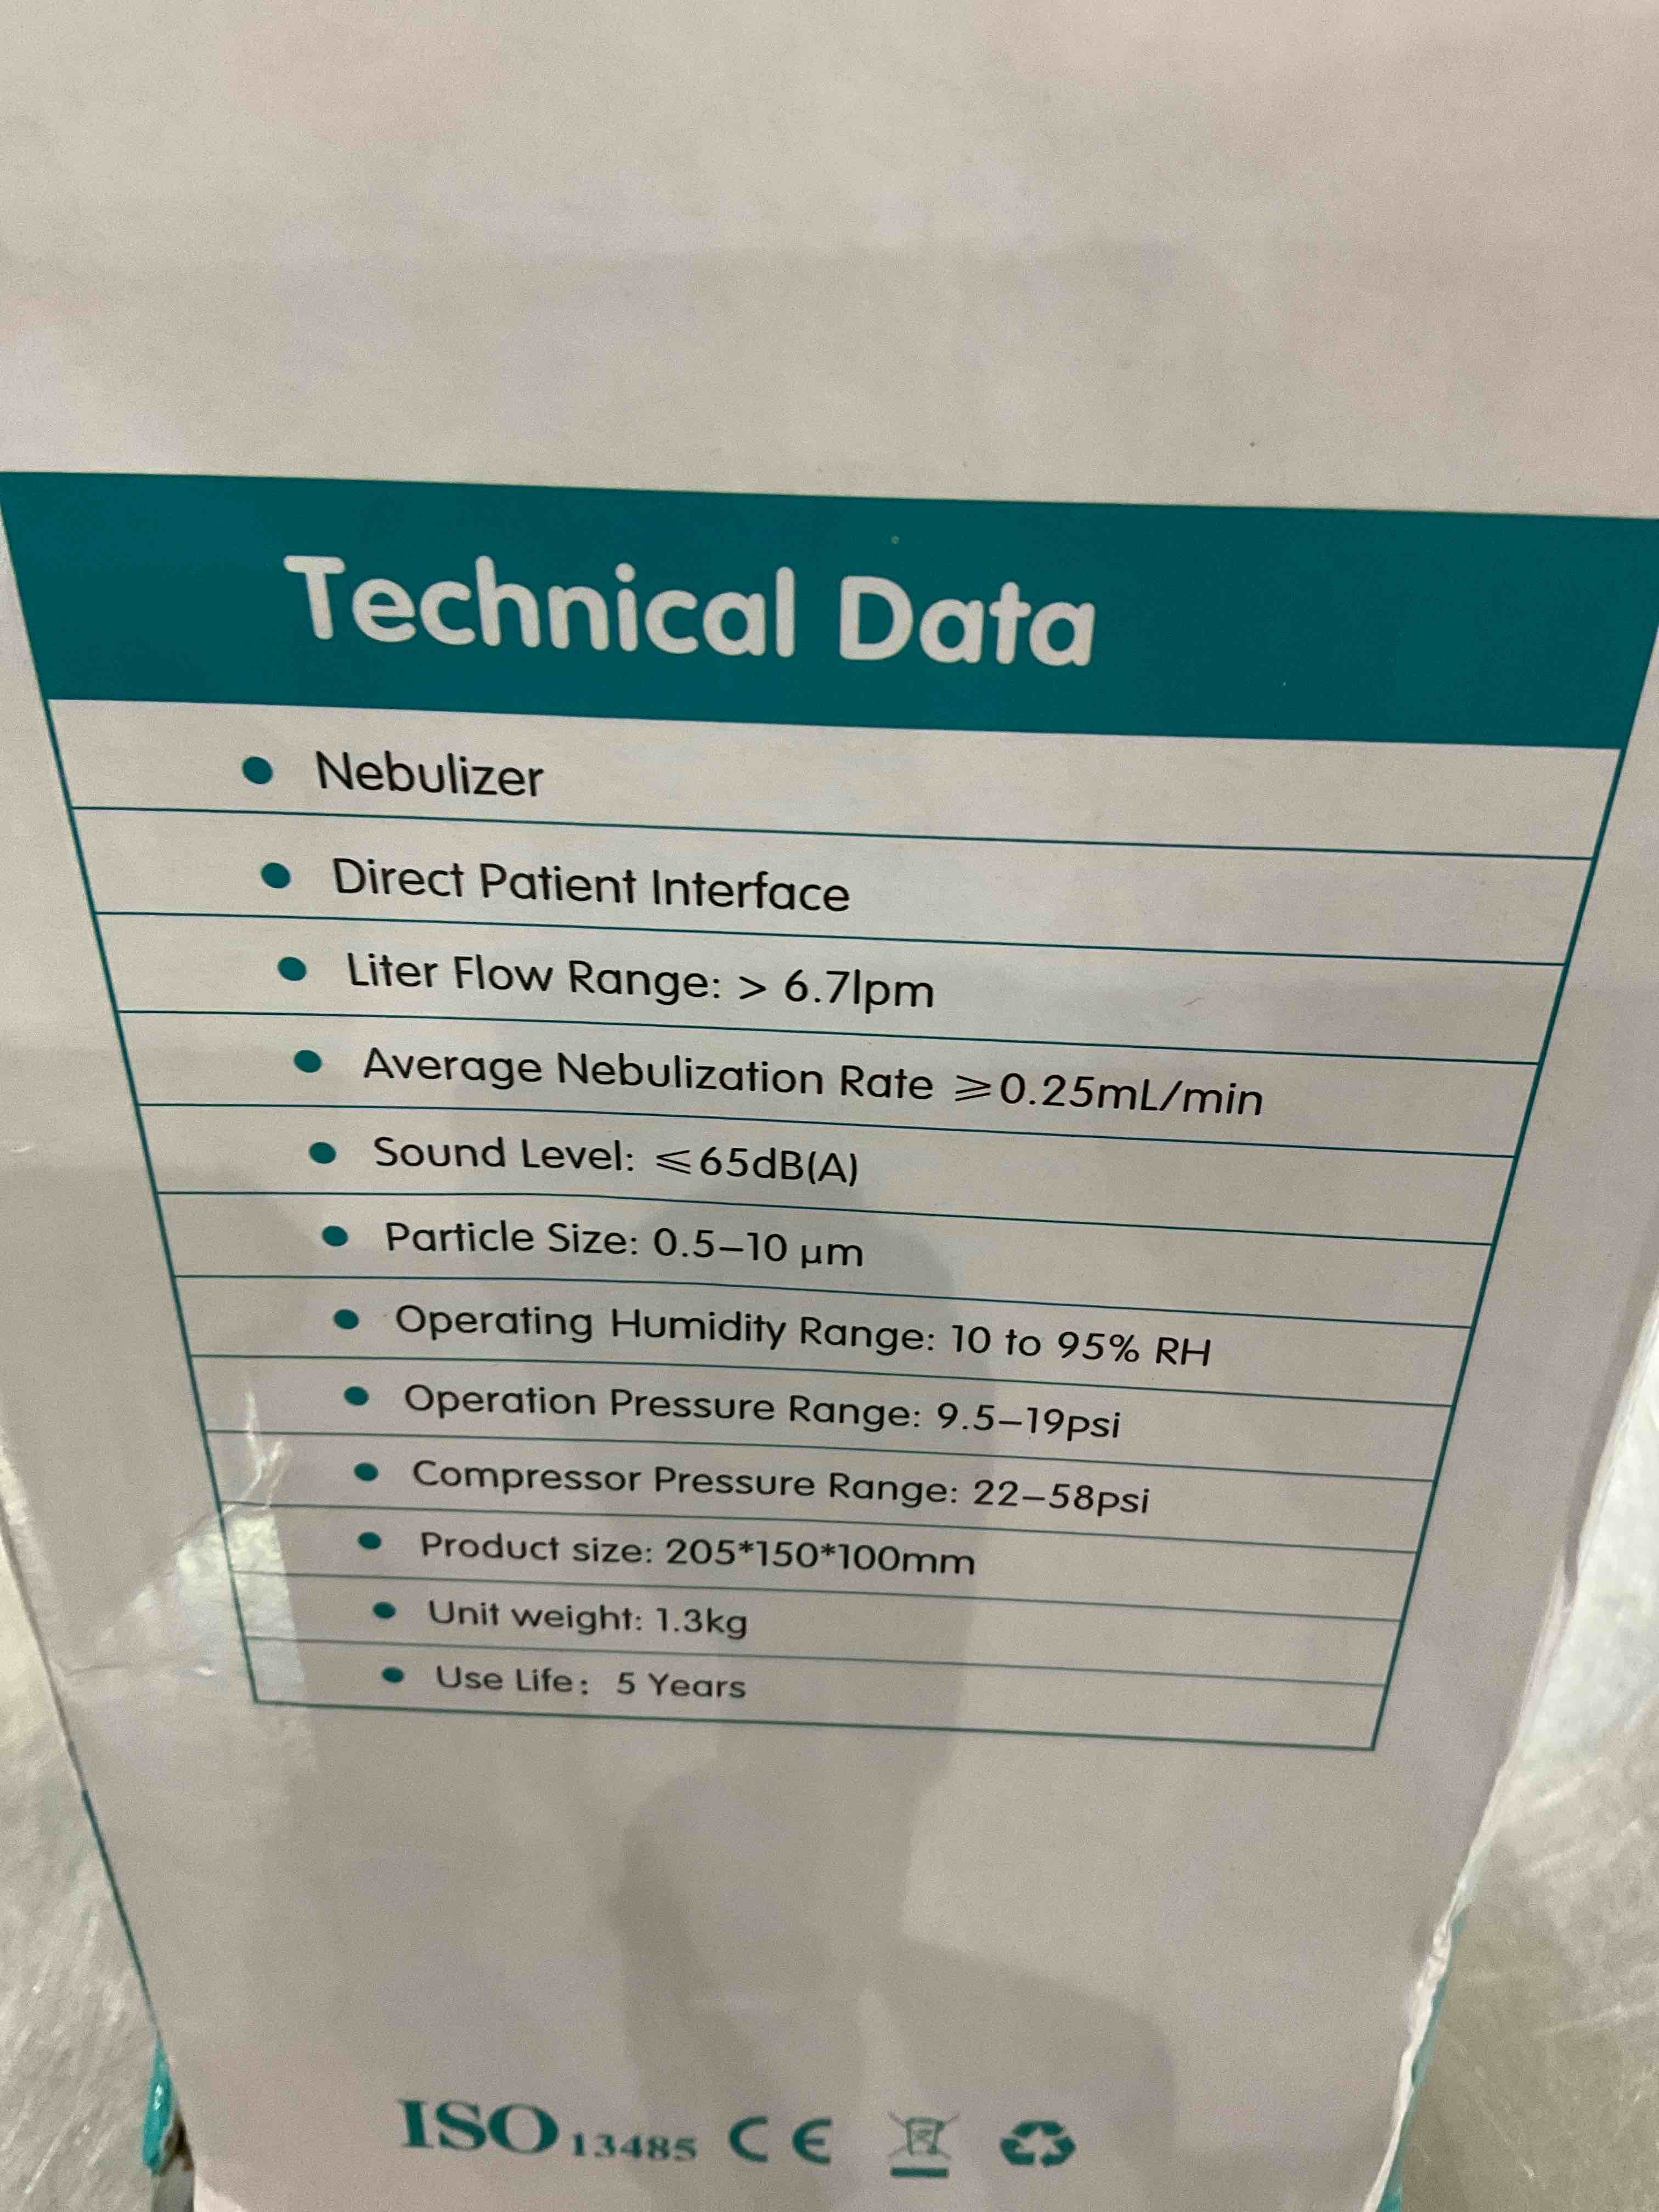 Technical Data
● Nebulizer
● Direct Patient Interface
● Liter Flow Range: > 6.7lpm
● Average Nebulization Rate ⩾0.25mL/min
● Sound Level: ⩽65dB(A)
● Particle Size: 0.5–10 μm
● Operating Humidity Range: 10 to 95% RH
● Operation Pressure Range: 9.5–19psi
● Compressor Pressure Range: 22–58psi
● Product size: 205*150*100mm
● Unit weight: 1.3kg
● Use Life： 5 Years
ISO 13485 CE